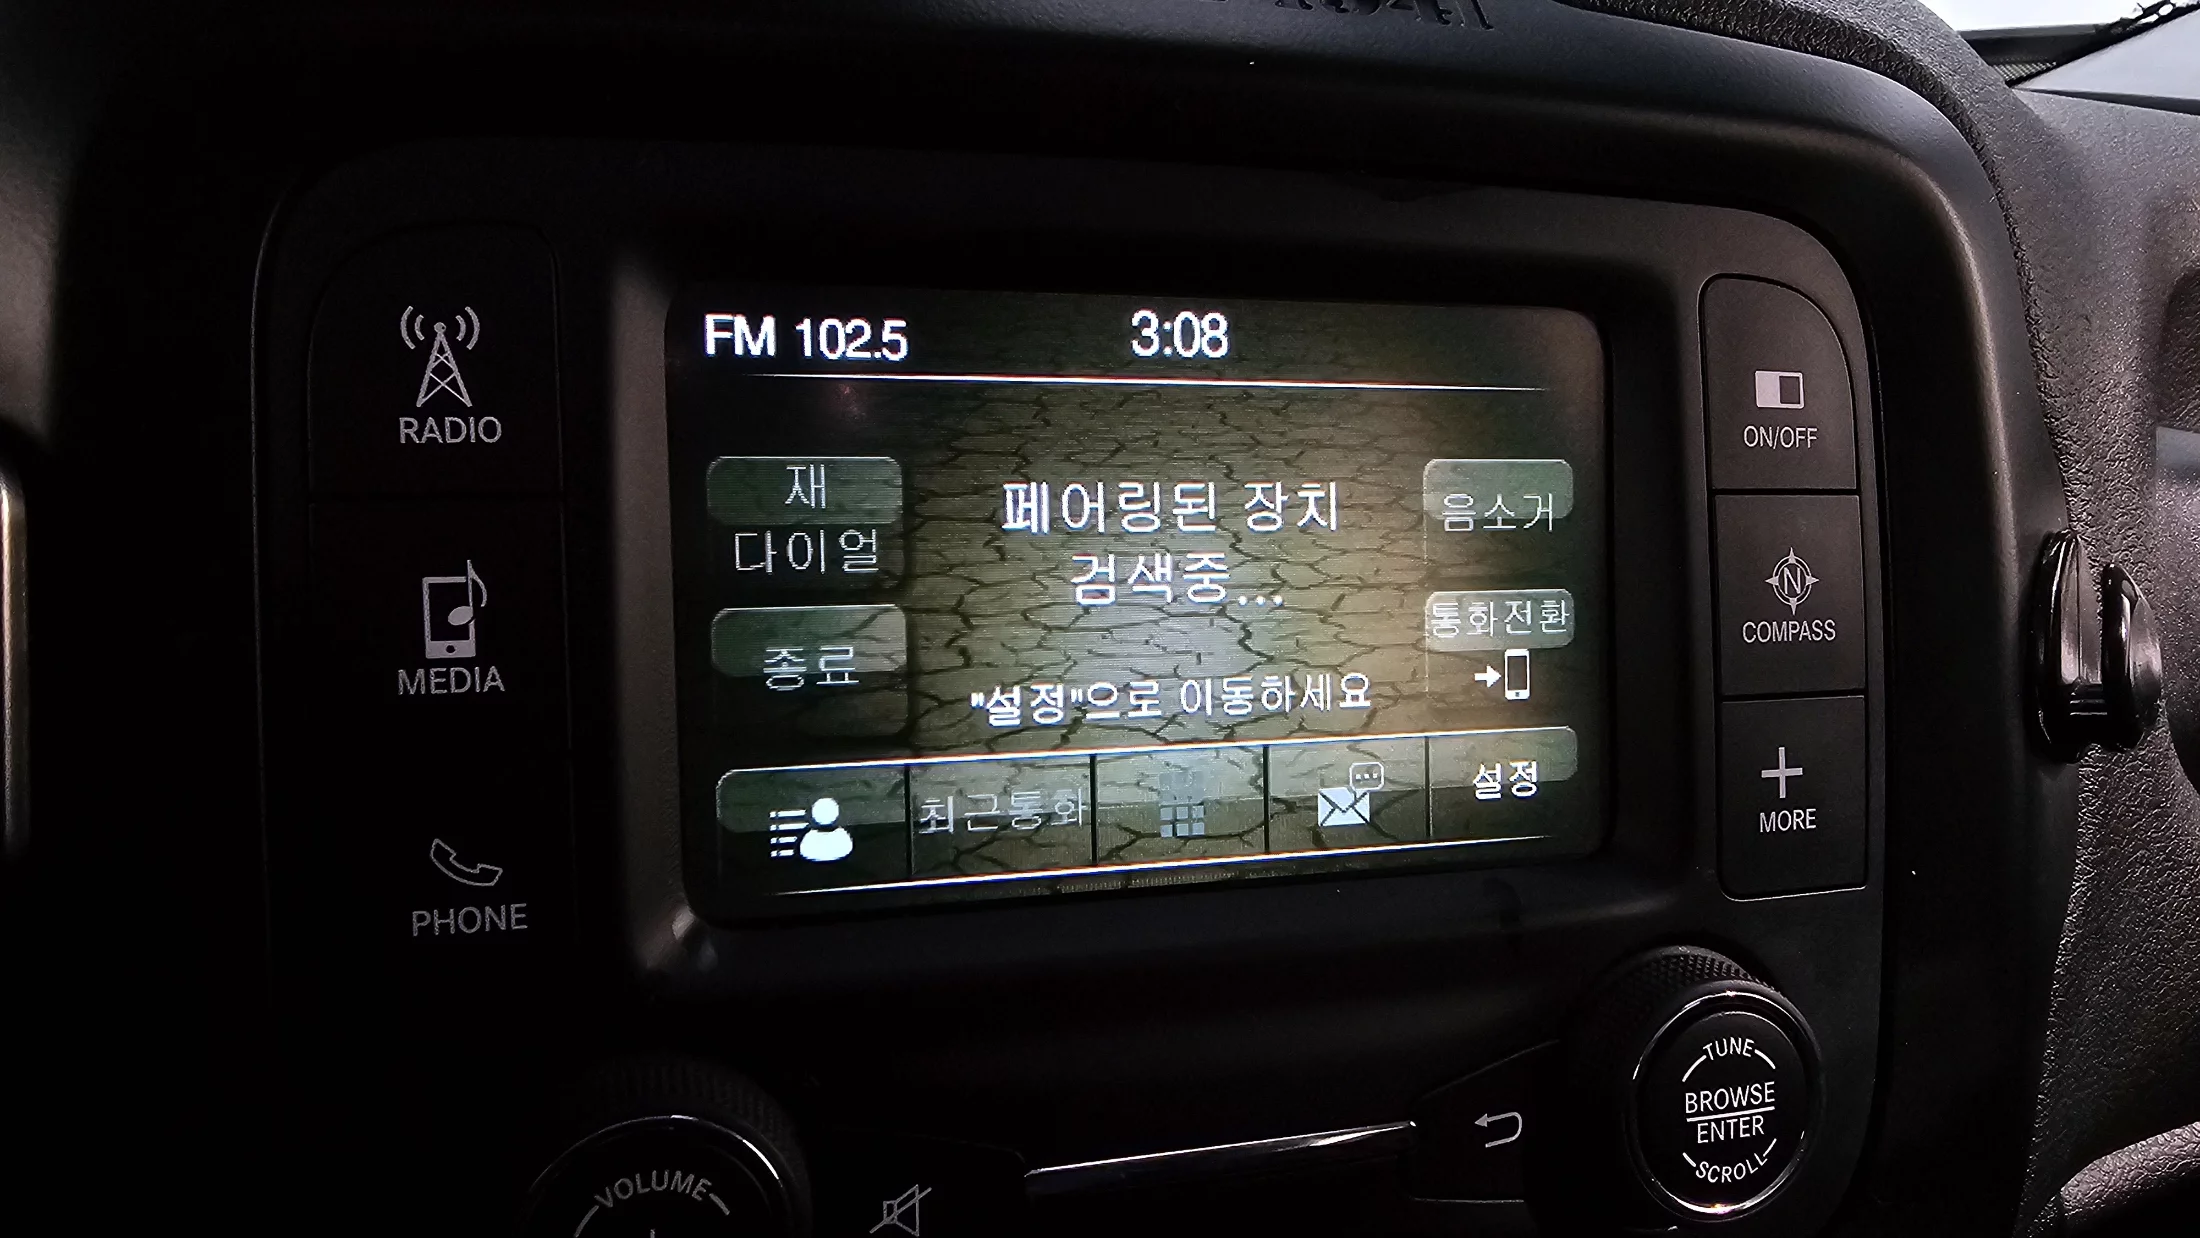 RADIO
MEDIA
PHONE
FM 102.5
3:08
재
다이얼
종료
페어링된 장치
검색중...
"설정"으로 이동하세요
음소거
통화전환
최근통화
설정
ON/OFF
N
COMPASS
MORE
VOLUME
TUNE
BROWSE
ENTER
SCROLL